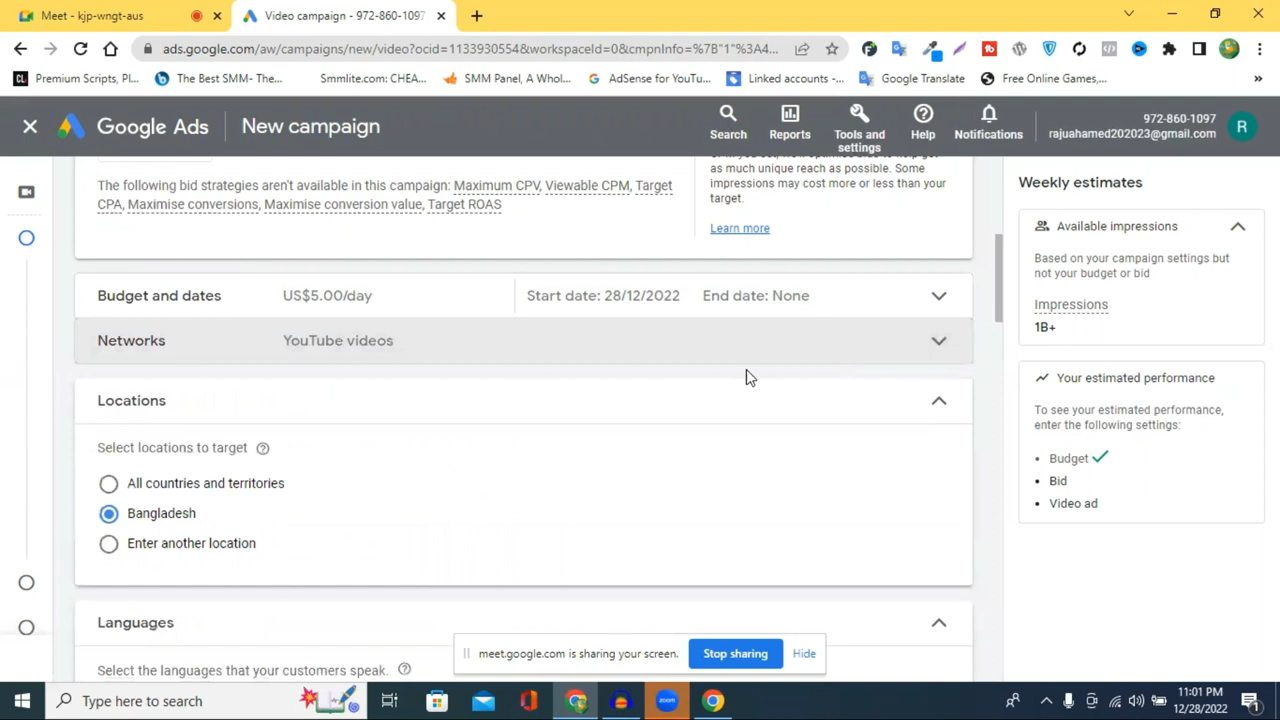 Meet - kjp-wngt-aus
Video campaign - 972-860-1097
ads.google.com/aw/campaigns/new/video?ocid=1133930554&workspaceId=0&cmpnInfo=%7B"1"%3A4...
Premium Scripts, Pl...
The Best SMM- The...
Smmlite.com: CHEA...
SMM Panel, A Whol...
AdSense for YouTu...
Linked accounts -...
Google Translate
Free Online Games,...
Google Ads
New campaign
Search
Reports
Tools and settings
Help
Notifications
972-860-1097
rajuahamed202023@gmail.com
R
The following bid strategies aren't available in this campaign: Maximum CPV, Viewable CPM, Target
CPA, Maximise conversions, Maximise conversion value, Target ROAS
as much unique reach as possible. Some
impressions may cost more or less than your
target.
Learn more
Budget and dates US$5.00/day Start date: 28/12/2022 End date: None
Networks YouTube videos
Locations
Select locations to target
All countries and territories
Bangladesh
Enter another location
Languages
Select the languages that your customers speak.
Weekly estimates
Available impressions
Based on your campaign settings but
not your budget or bid
Impressions
1B+
Your estimated performance
To see your estimated performance,
enter the following settings:
Budget
Bid
Video ad
meet.google.com is sharing your screen.
Stop sharing
Hide
Type here to search
zoom
11:01 PM
12/28/2022
1